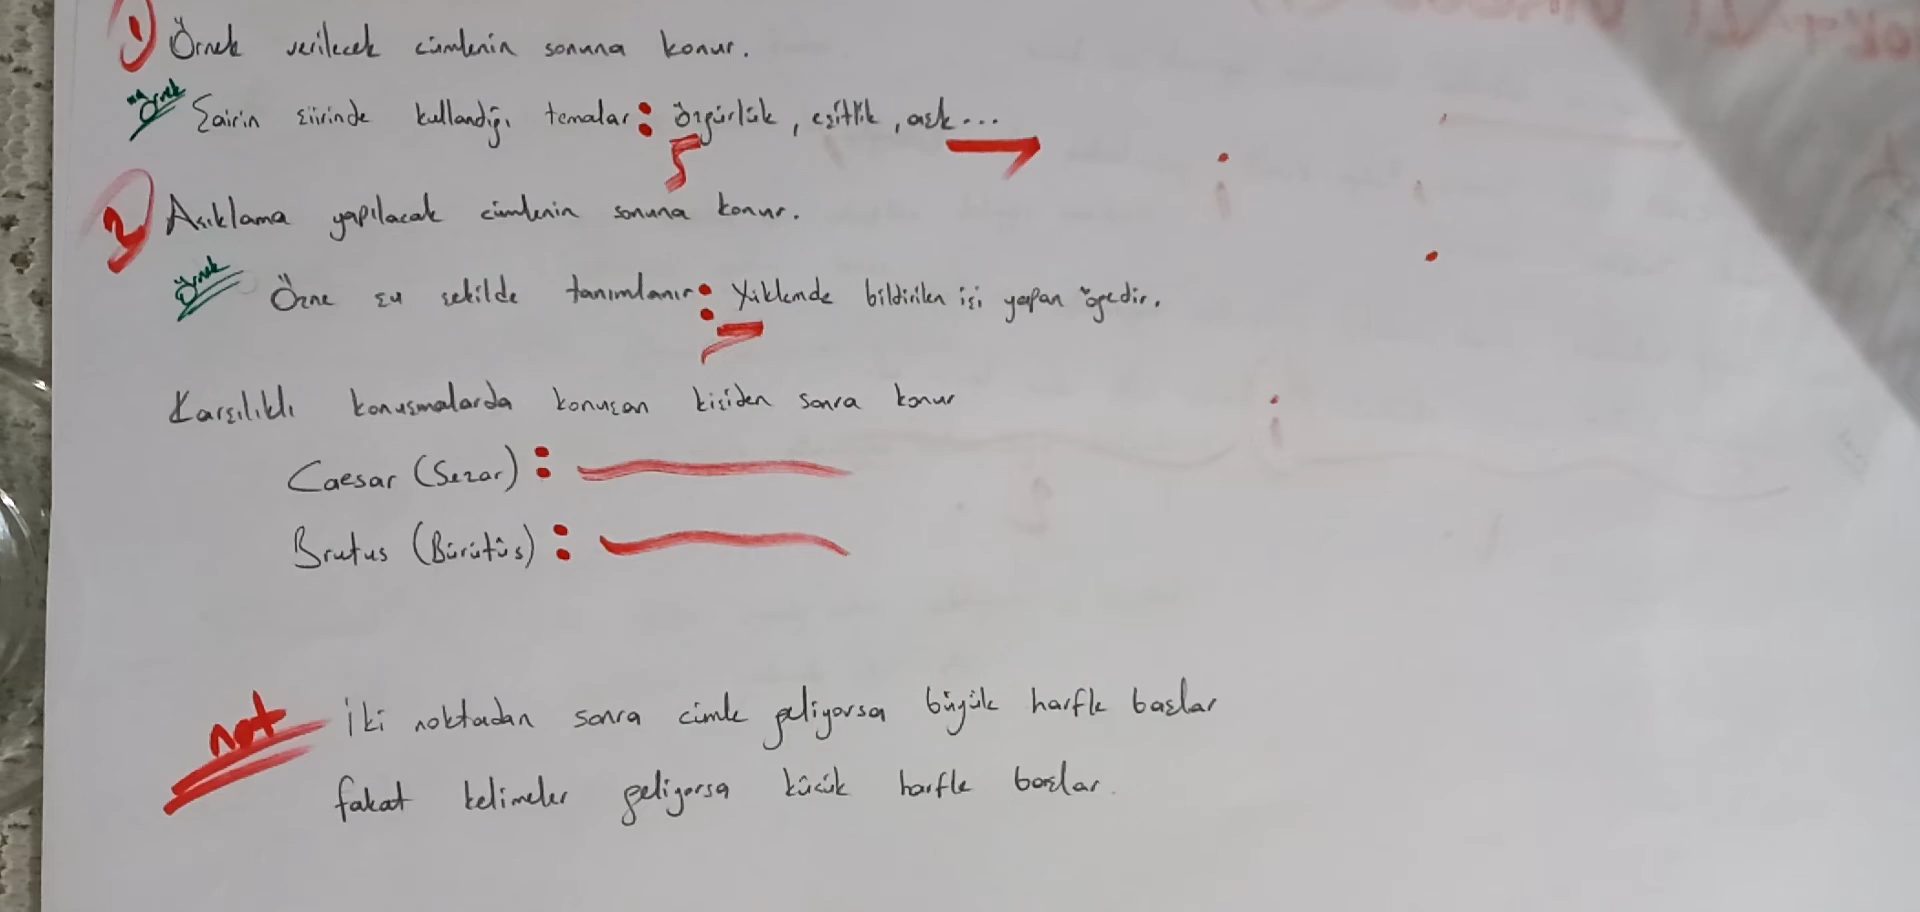 1) Örnek verilecek cümlenin sonuna konur.
Örnek Şairin şiirinde kullandığı temalar: özgürlük, eşitlik, aşk...
2) Açıklama yapılacak cümlenin sonuna konur.
Örnek Özne şu şekilde tanımlanır: Yüklemde bildirilen işi yapan öğedir.
Karşılıklı konuşmalarda konuşan kişiden sonra konur
Caesar (Sezar):
Brutus (Bürütüs):
not İki noktadan sonra cümle geliyorsa büyük harfle başlar
fakat kelimeler geliyorsa küçük harfle başlar.